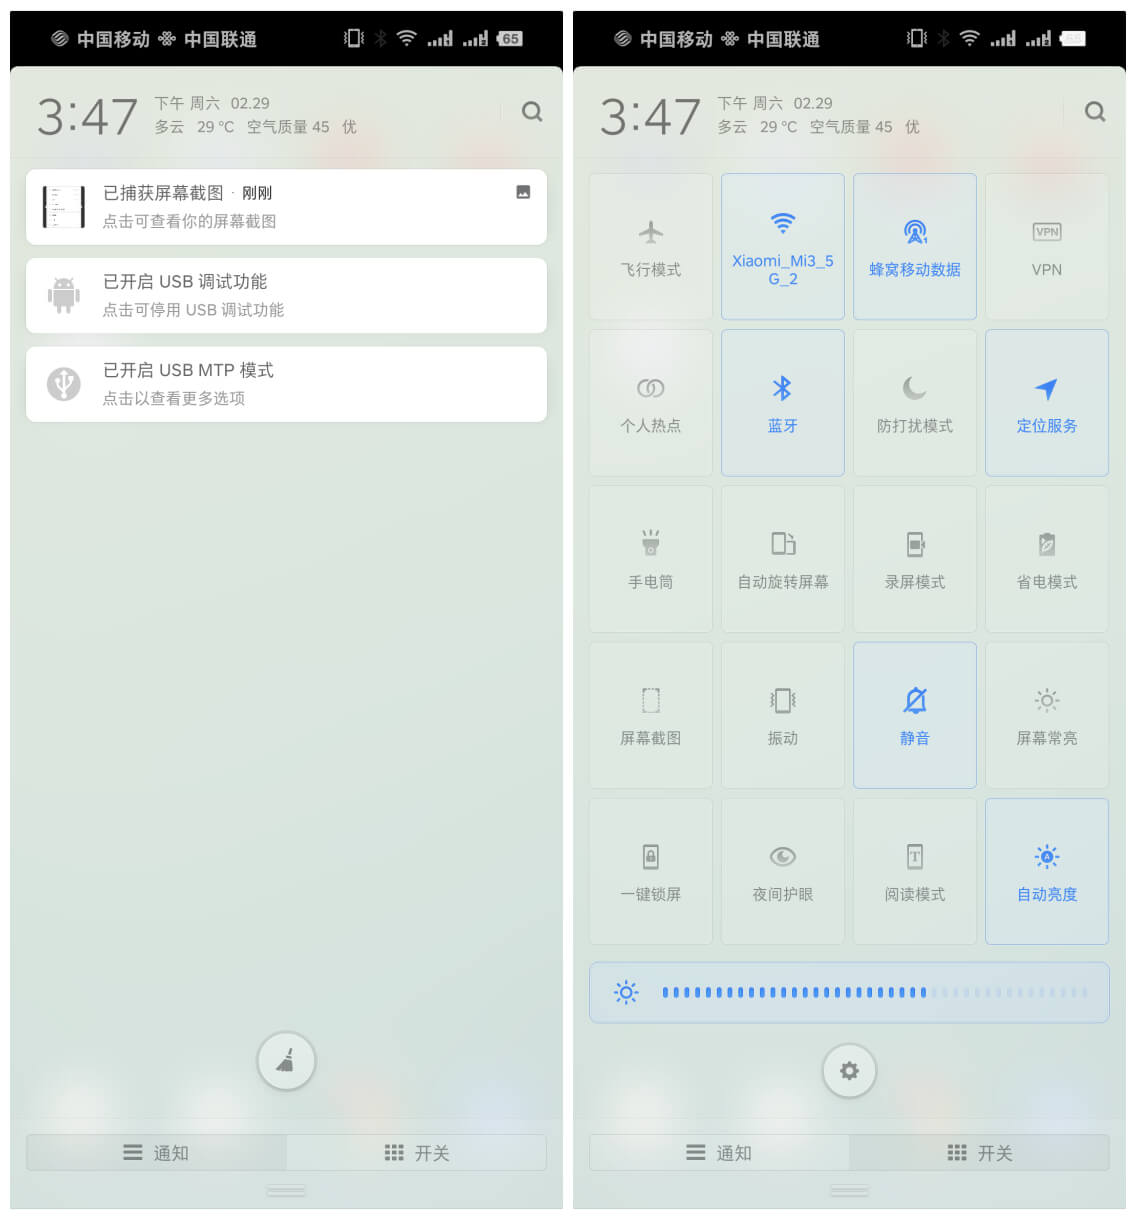 中国移动 中国联通 65
3:47
下午 周六 02.29
多云 29 °C 空气质量 45 优
已捕获屏幕截图 · 刚刚
点击可查看你的屏幕截图
已开启 USB 调试功能
点击可停用 USB 调试功能
已开启 USB MTP 模式
点击以查看更多选项
通知 开关
中国移动 中国联通
3:47
下午 周六 02.29
多云 29 °C 空气质量 45 优
飞行模式
Xiaomi_Mi3_5
G_2
蜂窝移动数据
VPN
VPN
个人热点
蓝牙
防打扰模式
定位服务
手电筒
自动旋转屏幕
录屏模式
省电模式
屏幕截图
振动
静音
屏幕常亮
一键锁屏
夜间护眼
T
阅读模式
A
自动亮度
通知 开关